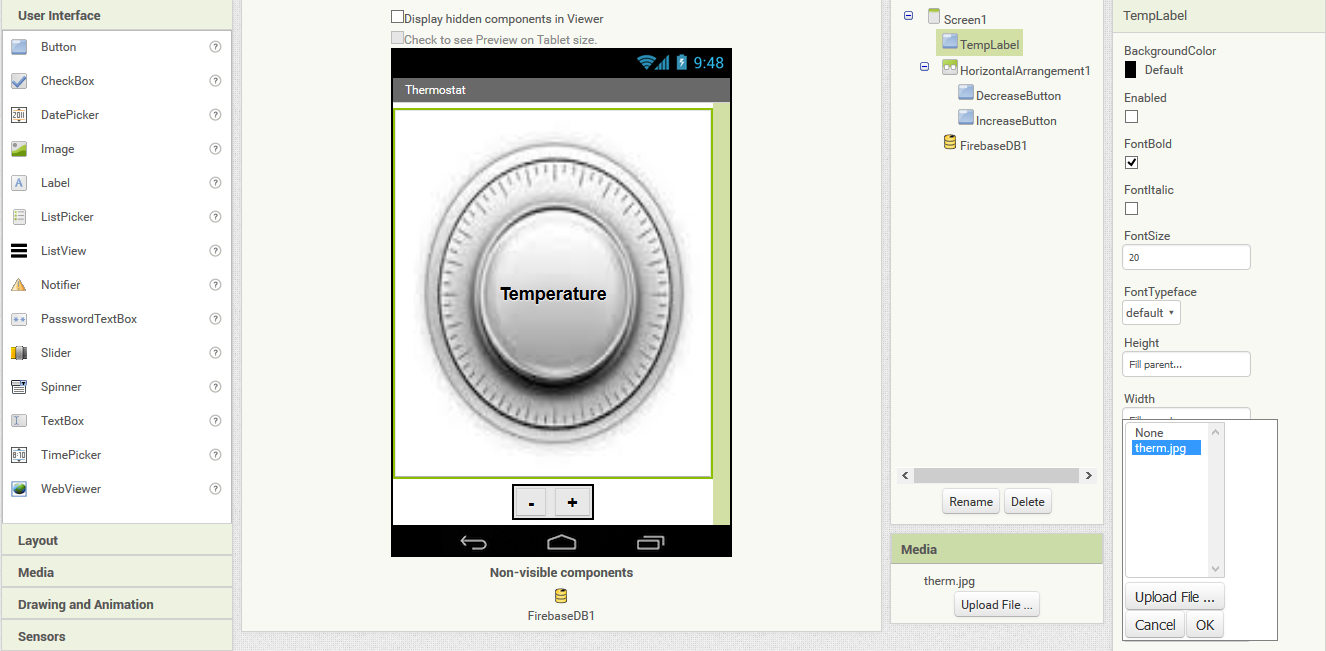 User Interface
Button
CheckBox
DatePicker
Image
Label
ListPicker
ListView
Notifier
PasswordTextBox
Slider
Spinner
TextBox
TimePicker
WebViewer
Layout
Media
Drawing and Animation
Sensors
Display hidden components in Viewer
Check to see Preview on Tablet size.
9:48
Thermostat
Temperature
- +
Non-visible components
FirebaseDB1
Screen1
TempLabel
HorizontalArrangement1
DecreaseButton
IncreaseButton
FirebaseDB1
Rename Delete
Media
therm.jpg
Upload File ...
TempLabel
BackgroundColor
Default
Enabled
FontBold
FontItalic
FontSize
20
FontTypeface
default
Height
Fill parent...
Width
None
therm.jpg
Upload File ...
Cancel OK